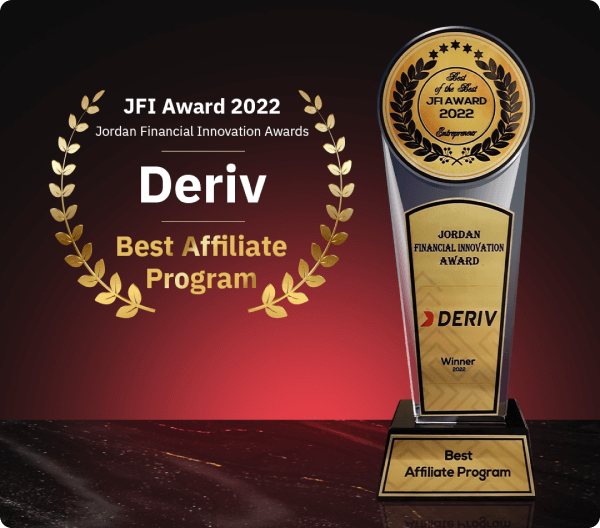 JFI Award 2022
Jordan Financial Innovation Awards
Deriv
Best Affiliate
Program
Best
of the Best
JFI AWARD
2022
Entrepreneur
JORDAN
FINANCIAL INNOVATION
AWARD
DERIV
Winner
2022
Best
Affiliate Program